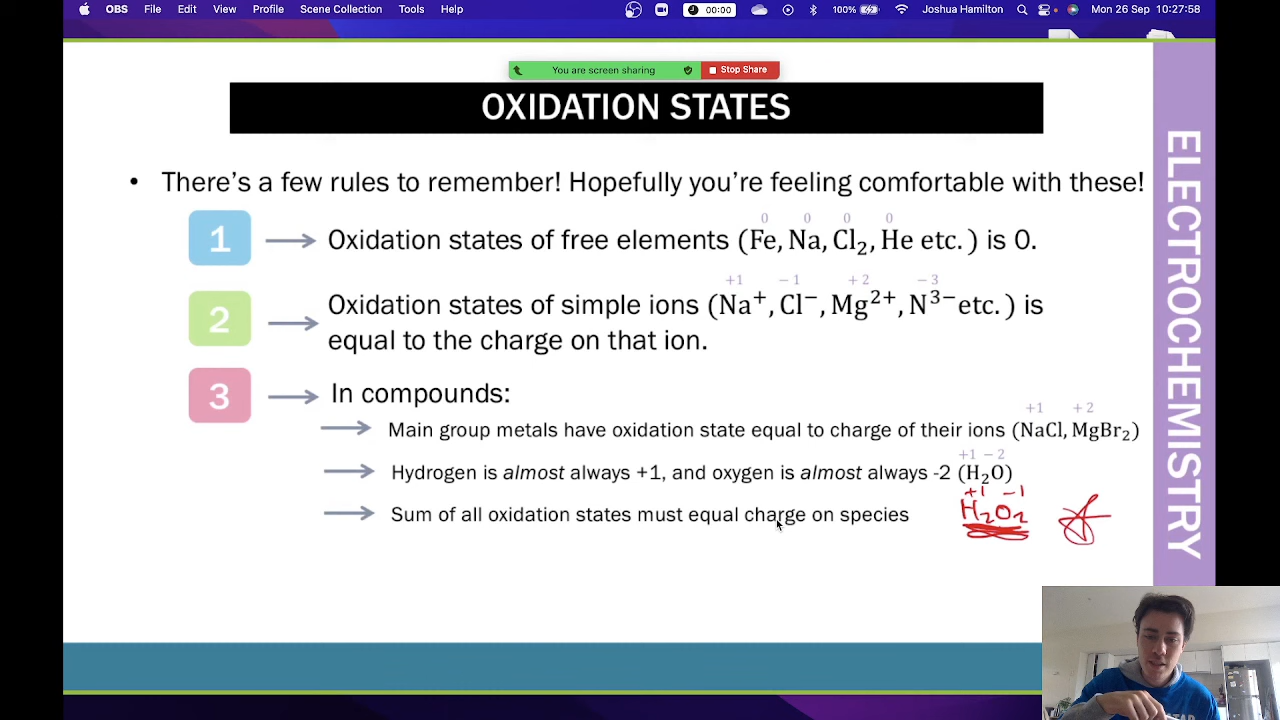 OBS File Edit View Profile Scene Collection Tools Help 00:00 100% Joshua Hamilton Mon 26 Sep 10:27:58
You are screen sharing Stop Share
OXIDATION STATES
• There's a few rules to remember! Hopefully you're feeling comfortable with these!
0 0 0 0
1 Oxidation states of free elements (Fe, Na, Cl₂, He etc. ) is 0.
+1 −1 +2 −3
2 Oxidation states of simple ions (Na⁺, Cl⁻, Mg²⁺, N³⁻ etc. ) is
equal to the charge on that ion.
3 In compounds:
+1 +2
Main group metals have oxidation state equal to charge of their ions (NaCl, MgBr₂)
+1 −2
Hydrogen is almost always +1, and oxygen is almost always -2 (H₂O)
+1 −1
Sum of all oxidation states must equal charge on species H₂O₂
ELECTROCHEMISTRY